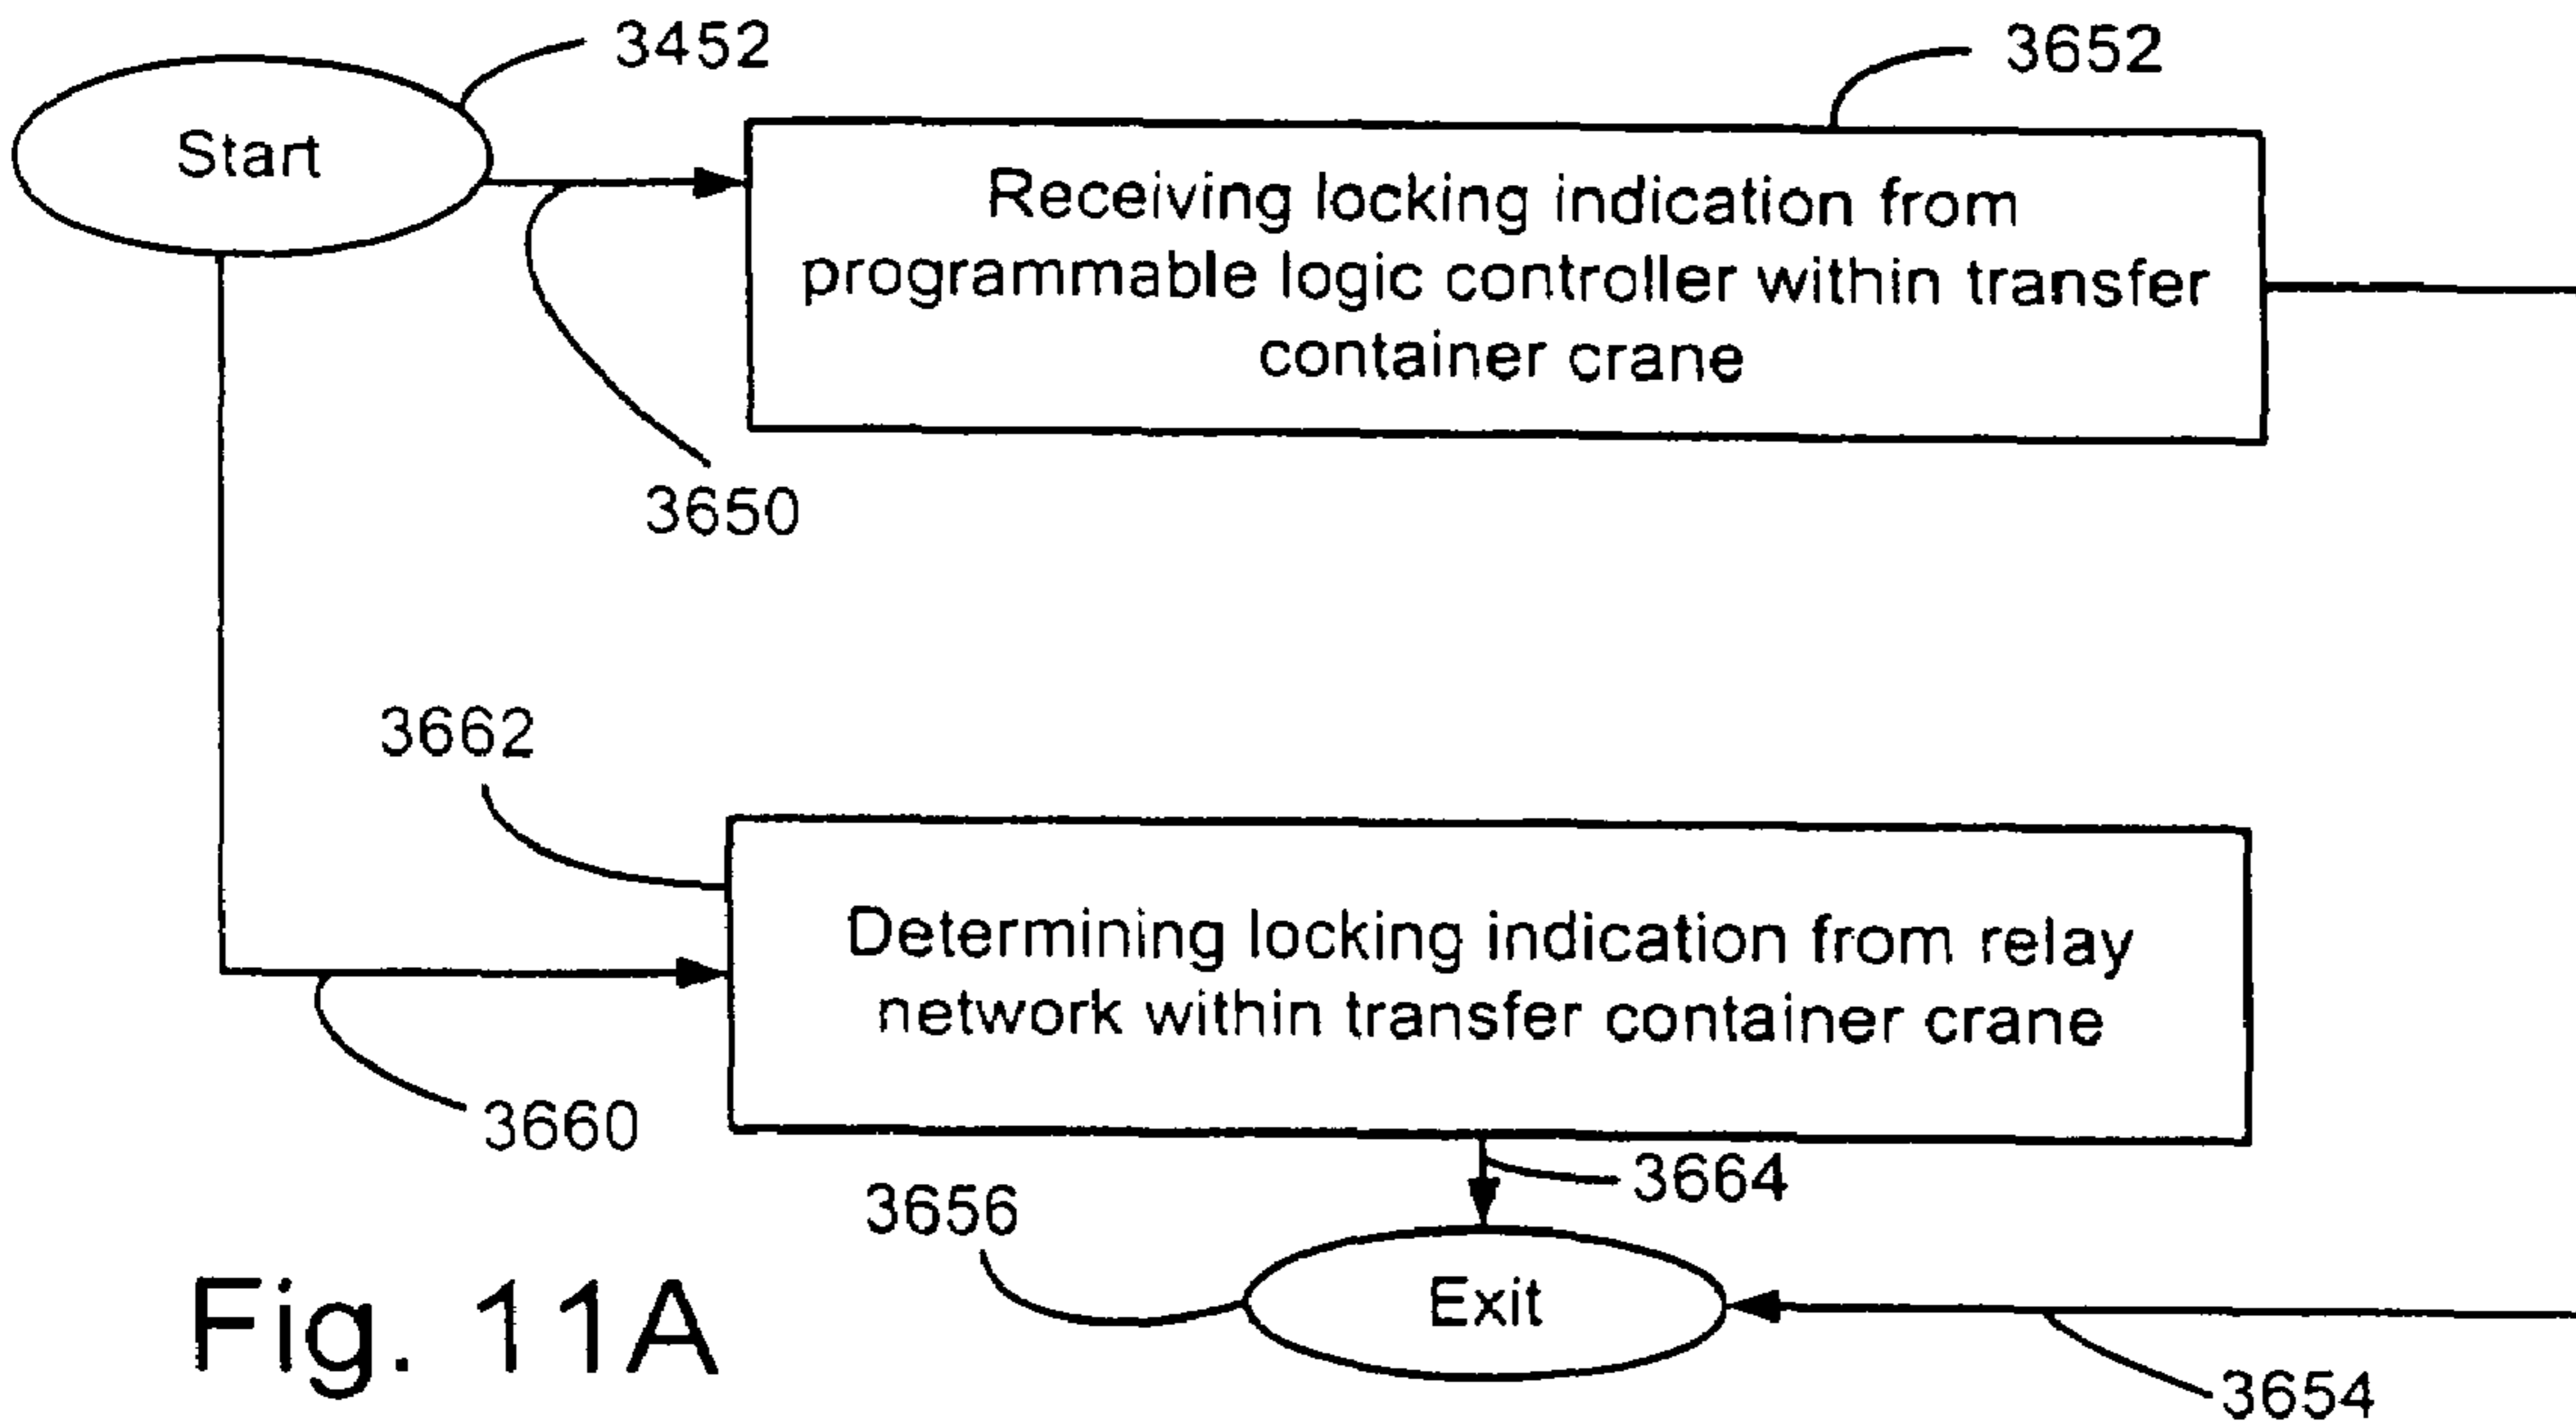 3452
3652
Start
Receiving locking indication from
programmable logic controller within transfer
container crane
3650
3662
Determining locking indication from relay
network within transfer container crane
3660
3664
3656
Exit
Fig. 11A
3654